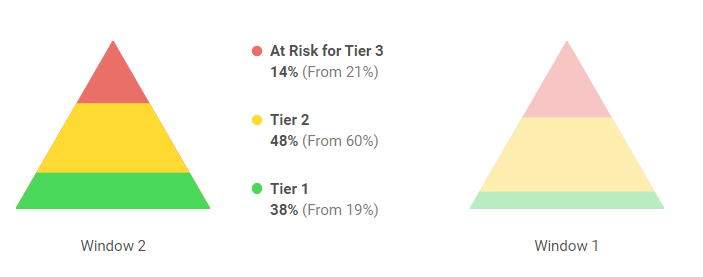 At Risk for Tier 3
14% (From 21%)
Tier 2
48% (From 60%)
Tier 1
38% (From 19%)
Window 2
Window 1